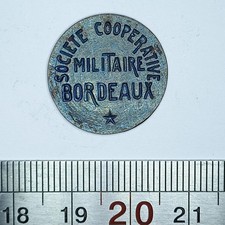 SOCIETE COOPERATIVE
MILITAIRE
BORDEAUX
18 19 20 21